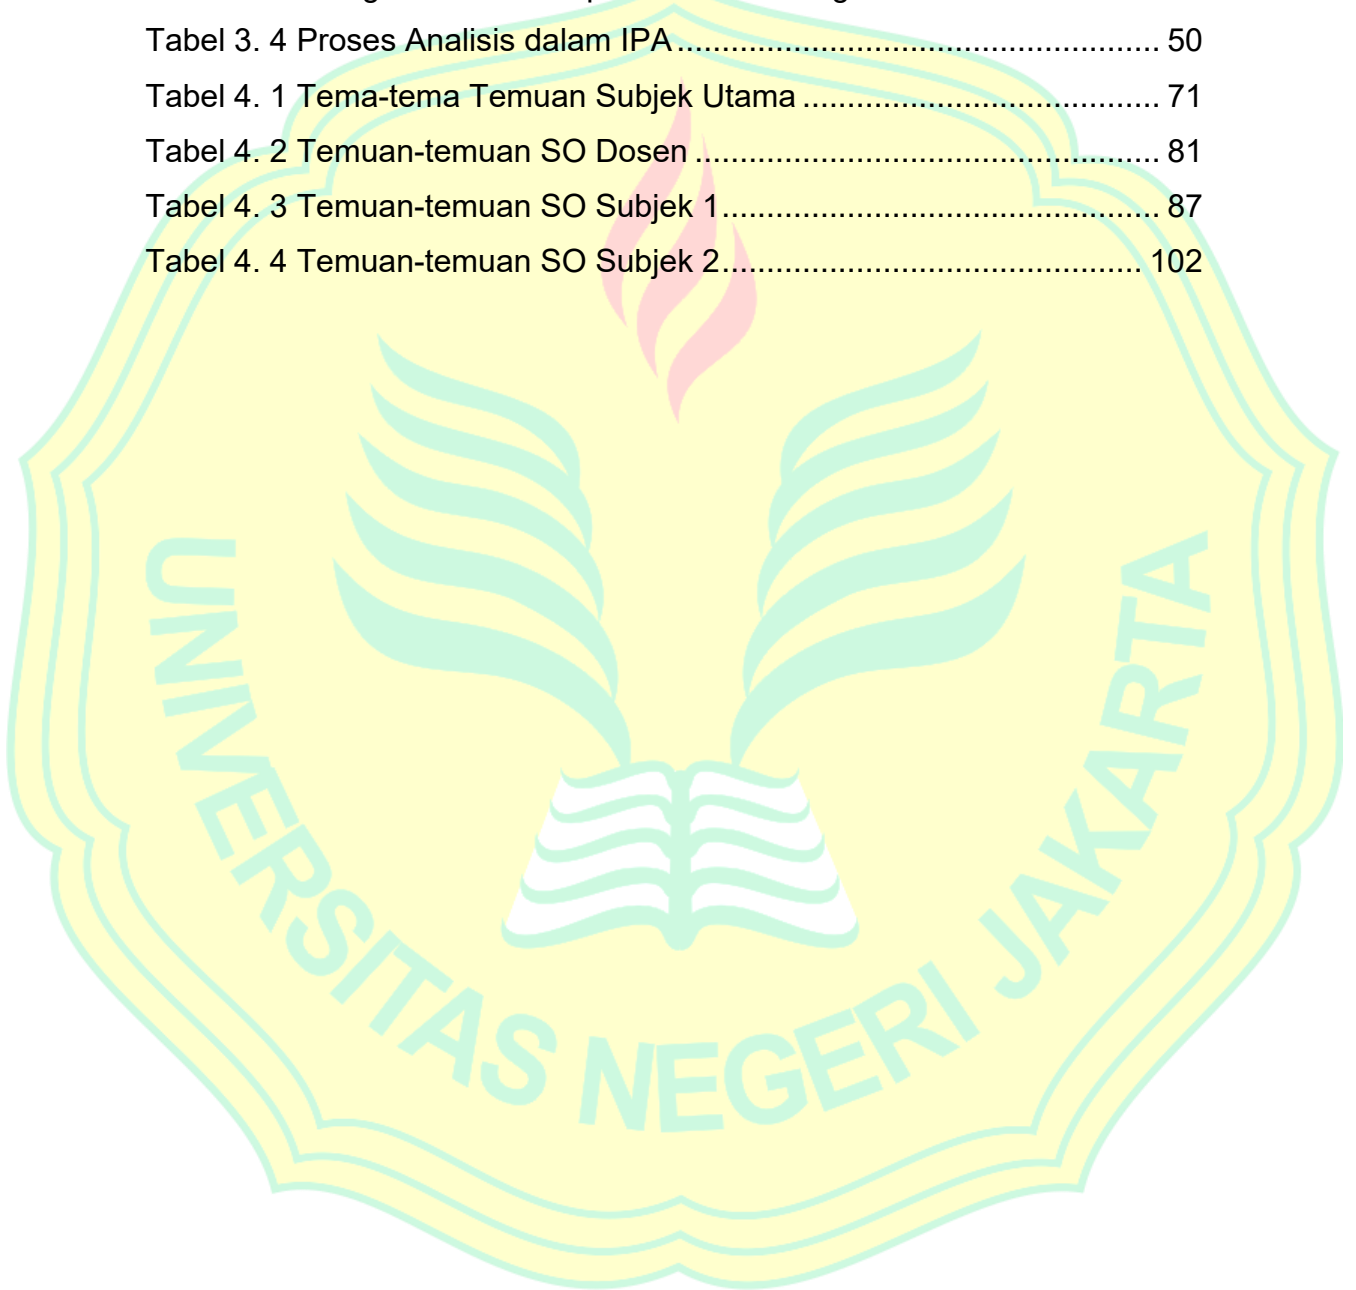 Tabel 3. 4 Proses Analisis dalam IPA ....................................................... 50
Tabel 4. 1 Tema-tema Temuan Subjek Utama ......................................... 71
Tabel 4. 2 Temuan-temuan SO Dosen ..................................................... 81
Tabel 4. 3 Temuan-temuan SO Subjek 1.................................................. 87
Tabel 4. 4 Temuan-temuan SO Subjek 2................................................ 102
UNIVERSITAS NEGERI JAKARTA